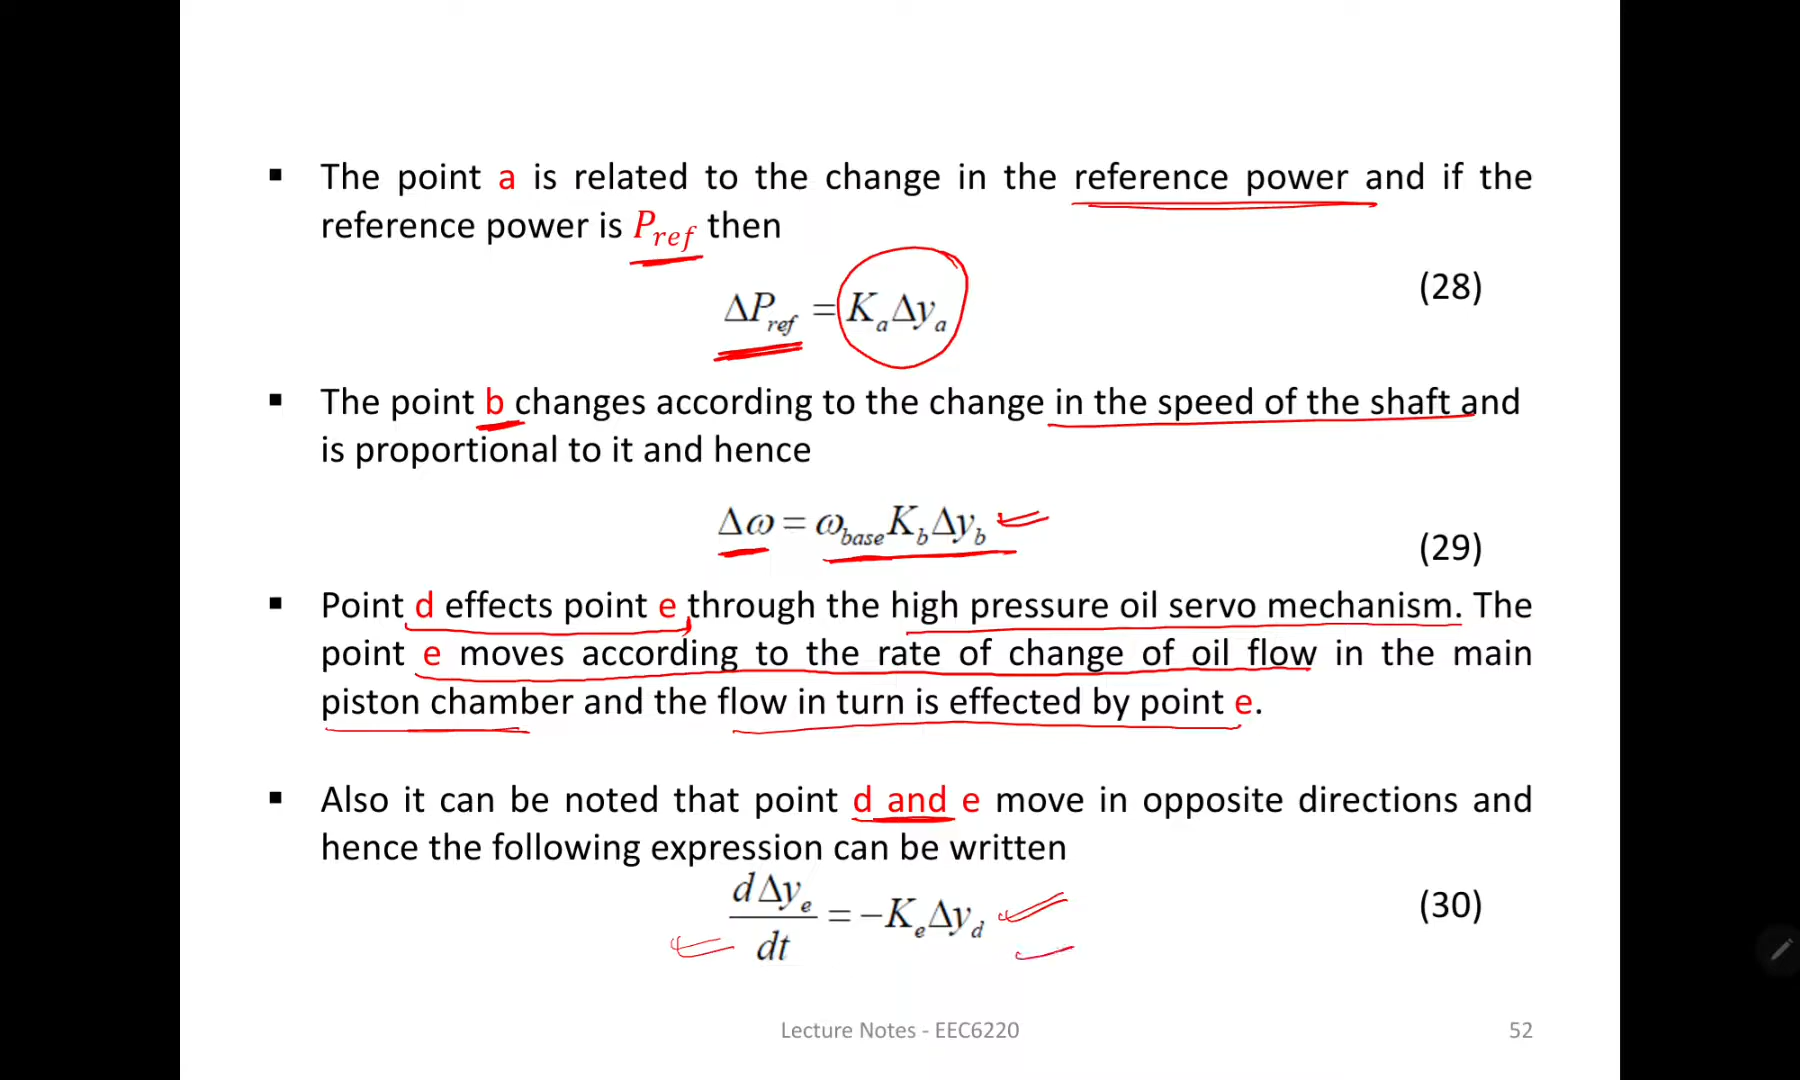 ▪ The point a is related to the change in the reference power and if the
reference power is P_ref then
ΔP_ref = K_a Δy_a
(28)
▪ The point b changes according to the change in the speed of the shaft and
is proportional to it and hence
Δω = ω_base K_b Δy_b
(29)
▪ Point d effects point e through the high pressure oil servo mechanism. The
point e moves according to the rate of change of oil flow in the main
piston chamber and the flow in turn is effected by point e.
▪ Also it can be noted that point d and e move in opposite directions and
hence the following expression can be written
dΔy_e/dt = −K_e Δy_d
(30)
Lecture Notes - EEC6220
52